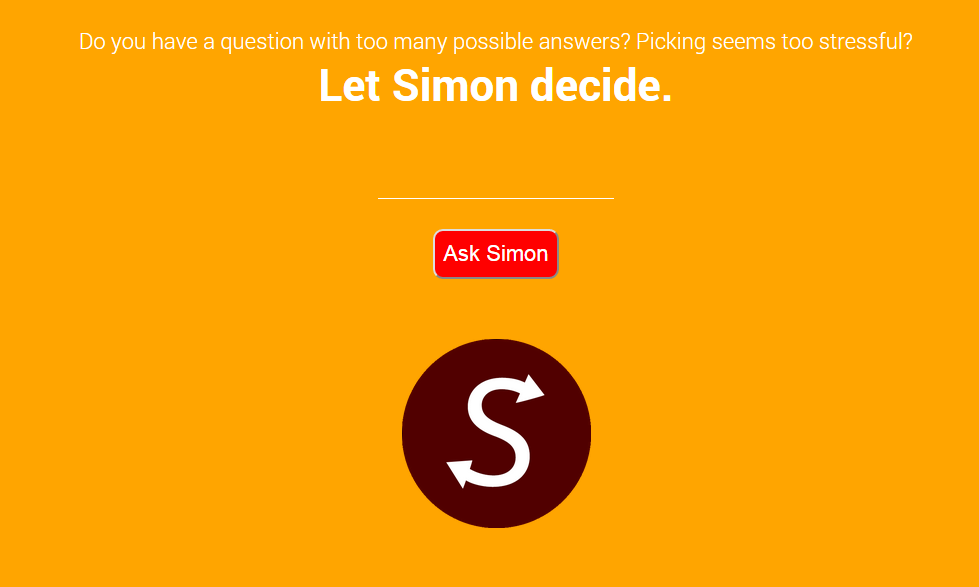 Do you have a question with too many possible answers? Picking seems too stressful?
Let Simon decide.
Ask Simon
S